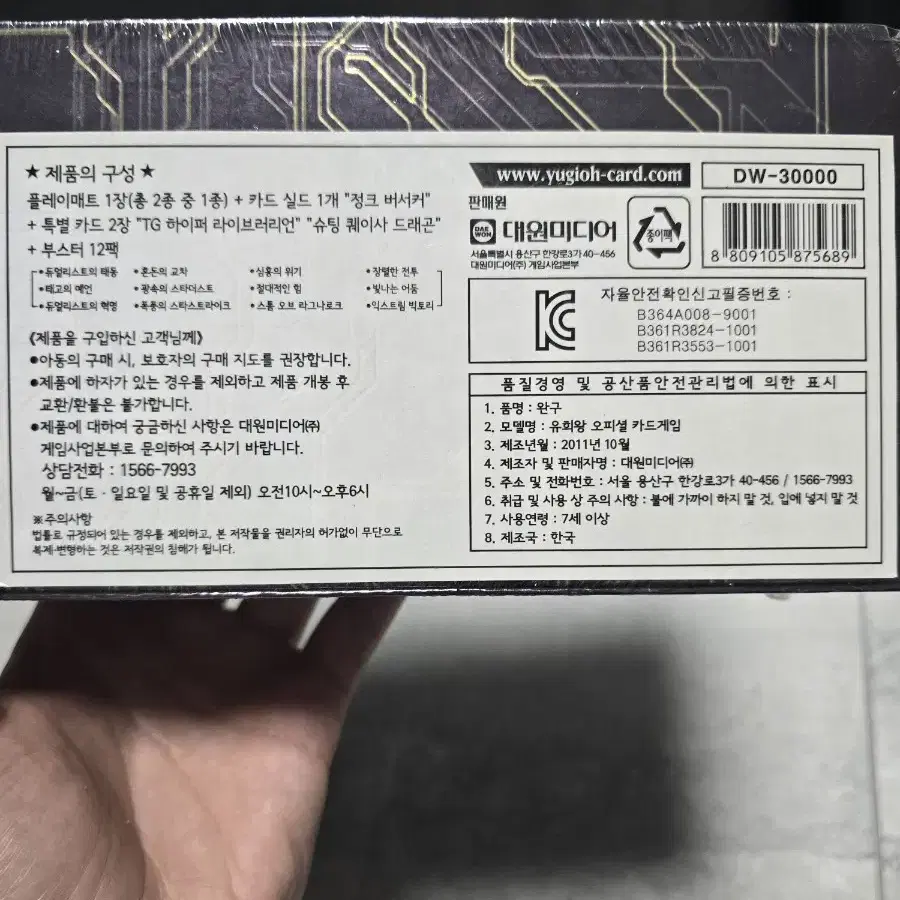 ★ 제품의 구성 ★
플레이매트 1장(총 2종 중 1종) + 카드 실드 1개 "정크 버서커"
+ 특별 카드 2장 "TG 하이퍼 라이브러리언" "슈팅 퀘이사 드래곤"
+ 부스터 12팩
•듀얼리스트의 태동 •혼돈의 교차 •심홍의 위기 •장렬한 전투
•태고의 예언 •광속의 스타더스트 •절대적인 힘 •빛나는 어둠
•듀얼리스트의 혁명 •폭풍의 스타스트라이크 •스톰 오브 라그나로크 •익스트림 빅토리
《제품을 구입하신 고객님께》
●아동의 구매 시, 보호자의 구매 지도를 권장합니다.
●제품에 하자가 있는 경우를 제외하고 제품 개봉 후
교환/환불은 불가합니다.
●제품에 대하여 궁금하신 사항은 대원미디어㈜
게임사업본부로 문의하여 주시기 바랍니다.
상담전화 : 1566-7993
월~금(토·일요일 및 공휴일 제외) 오전10시~오후6시
※주의사항
법률로 규정되어 있는 경우를 제외하고, 본 저작물을 권리자의 허가없이 무단으로
복제·변형하는 것은 저작권의 침해가 됩니다.
www.yugioh-card.com
DW-30000
판매원
DAE WON 대원미디어
서울특별시 용산구 한강로3가 40-456
대원미디어(주) 게임사업본부
종이팩
8 809105 875689
자율안전확인신고필증번호 :
B364A008-9001
B361R3824-1001
B361R3553-1001
품질경영 및 공산품안전관리법에 의한 표시
1. 품명 : 완구
2. 모델명 : 유희왕 오피셜 카드게임
3. 제조년월 : 2011년 10월
4. 제조자 및 판매자명 : 대원미디어㈜
5. 주소 및 전화번호 : 서울 용산구 한강로3가 40-456 / 1566-7993
6. 취급 및 사용 상 주의 사항 : 불에 가까이 하지 말 것, 입에 넣지 말 것
7. 사용연령 : 7세 이상
8. 제조국 : 한국